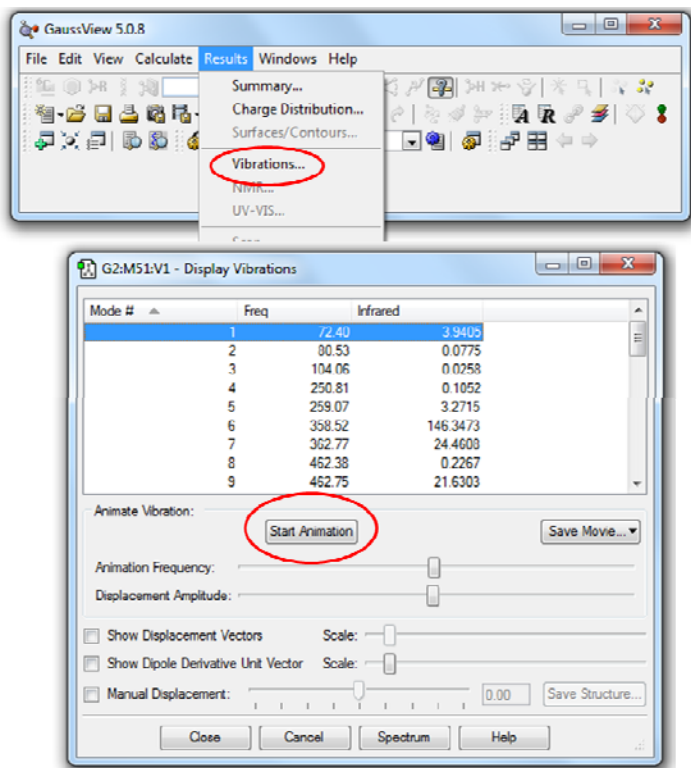 GaussView 5.0.8
File Edit View Calculate Results Windows Help
Summary...
Charge Distribution...
Surfaces/Contours...
Vibrations...
NMR...
UV-VIS...
G2:M51:V1 - Display Vibrations
Mode # Freq Infrared
1 72.40 3.9405
2 80.53 0.0775
3 104.06 0.0258
4 250.81 0.1052
5 259.07 3.2715
6 358.52 146.3473
7 362.77 24.4608
8 462.38 0.2267
9 462.75 21.6303
Animate Vibration:
Start Animation Save Movie...
Animation Frequency:
Displacement Amplitude:
Show Displacement Vectors Scale:
Show Dipole Derivative Unit Vector Scale:
Manual Displacement: 0.00 Save Structure...
Close Cancel Spectrum Help